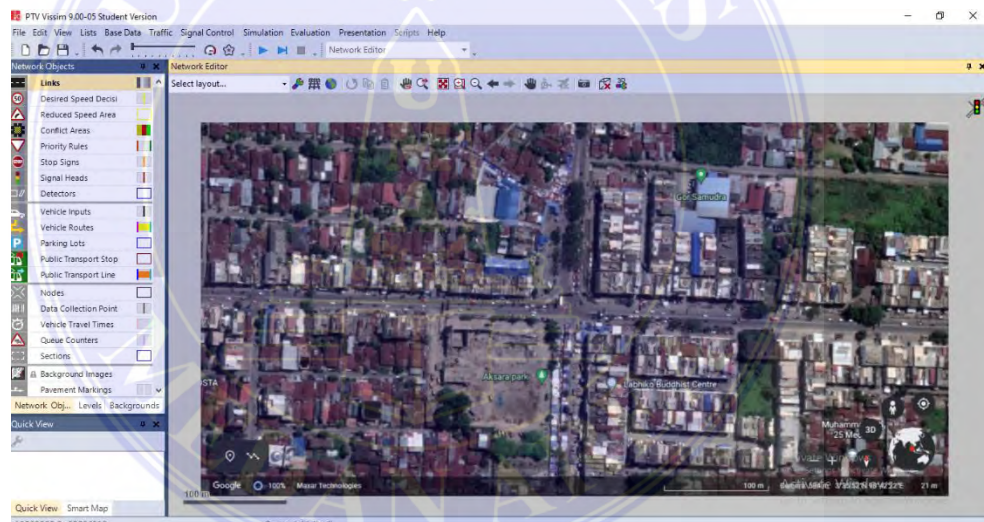 PTV Vissim 9.00-05 Student Version
File Edit View Lists Base Data Traffic Signal Control Simulation Evaluation Presentation Scripts Help
Network Editor
Network Objects
Network Editor
Select layout...
Links
Desired Speed Decisi
Reduced Speed Area
Conflict Areas
Priority Rules
Stop Signs
Signal Heads
Detectors
Vehicle Inputs
Vehicle Routes
Parking Lots
Public Transport Stop
Public Transport Line
Nodes
Data Collection Point
Vehicle Travel Times
Queue Counters
Sections
Background Images
Pavement Markings
Network Obj... Levels Backgrounds
Quick View
Quick View Smart Map
Gor Samudra
Aksara park
Labhiko Buddhist Centre
Muhamm
3D
Google 100% Maxar Technologies
100 m
100 m
21 m